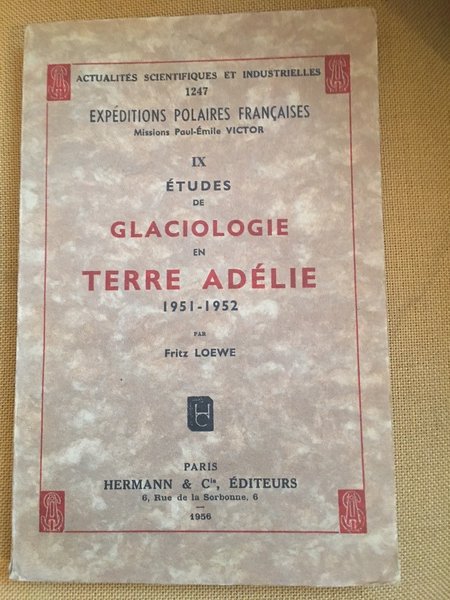 ACTUALITÉS SCIENTIFIQUES ET INDUSTRIELLES
1247
EXPÉDITIONS POLAIRES FRANÇAISES
Missions Paul-Émile VICTOR
IX
ÉTUDES
DE
GLACIOLOGIE
EN
TERRE ADÉLIE
1951-1952
PAR
Fritz LOEWE
HC
PARIS
HERMANN & Cie, ÉDITEURS
6, Rue de la Sorbonne, 6
1956